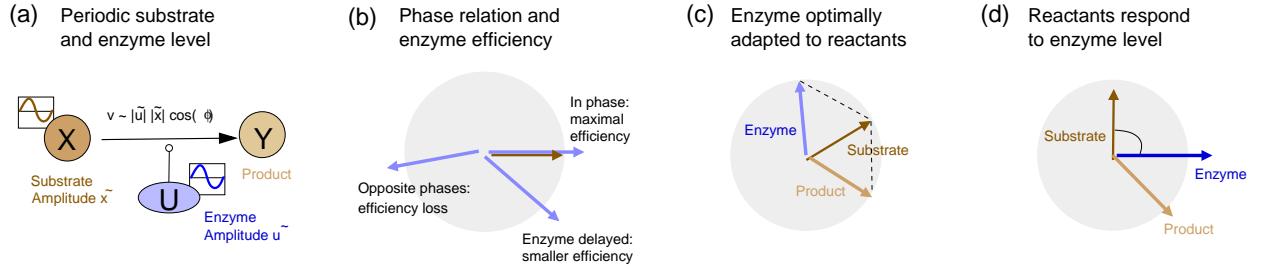 (a) Periodic substrate
and enzyme level
v ~ |ũ| |x̃| cos( ϕ)
X
Y
U
Substrate
Amplitude x̃
Product
Enzyme
Amplitude u ̃
(b) Phase relation and
enzyme efficiency
In phase:
maximal
efficiency
Opposite phases:
efficiency loss
Enzyme delayed:
smaller efficiency
(c) Enzyme optimally
adapted to reactants
Enzyme
Substrate
Product
(d) Reactants respond
to enzyme level
Substrate
Enzyme
Product